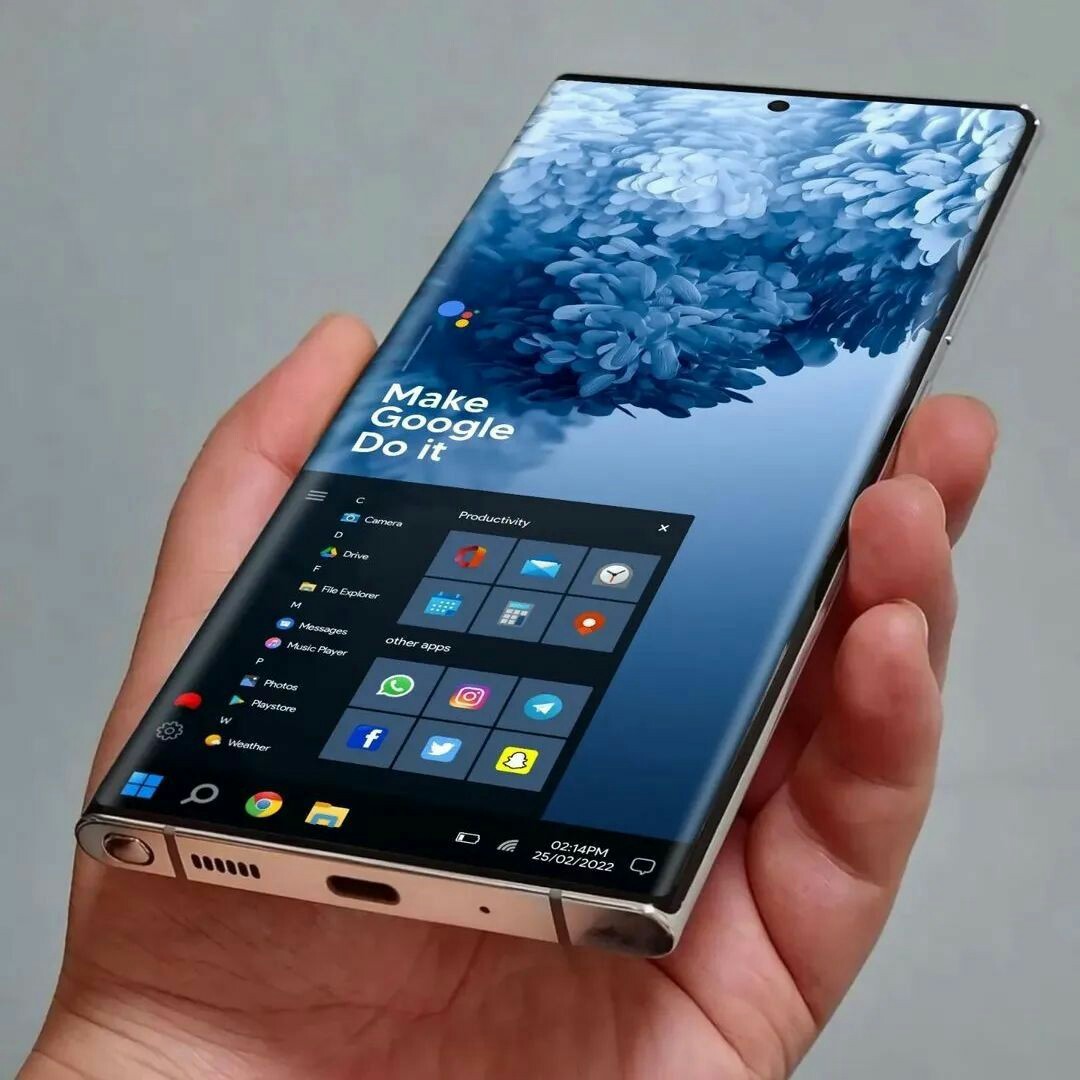 Make
Google
Do it
C
Camera
D
Drive
F
File Explorer
M
Messages
Music Player
P
Photos
Playstore
W
Weather
Productivity
other apps
02:14PM
25/02/2022